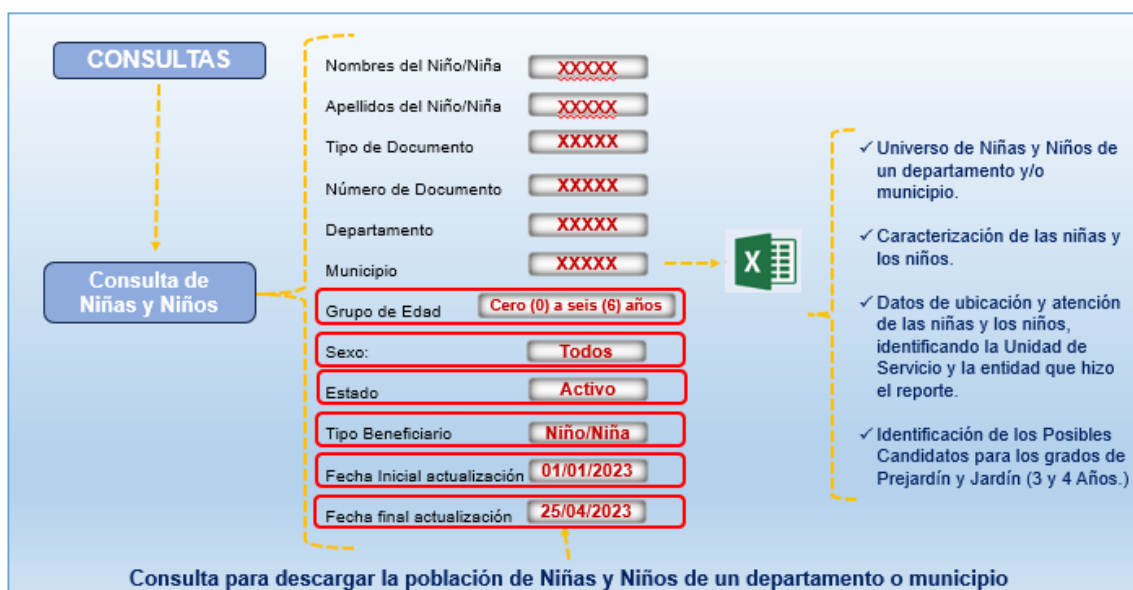 CONSULTAS
Consulta de
Niñas y Niños
Nombres del Niño/Niña XXXXX
Apellidos del Niño/Niña XXXXX
Tipo de Documento XXXXX
Número de Documento XXXXX
Departamento XXXXX
Municipio XXXXX
Grupo de Edad Cero (0) a seis (6) años
Sexo: Todos
Estado Activo
Tipo Beneficiario Niño/Niña
Fecha Inicial actualización 01/01/2023
Fecha final actualización 25/04/2023
X
✓ Universo de Niñas y Niños de
un departamento y/o
municipio.
✓ Caracterización de las niñas y
los niños.
✓ Datos de ubicación y atención
de las niñas y los niños,
identificando la Unidad de
Servicio y la entidad que hizo
el reporte.
✓ Identificación de los Posibles
Candidatos para los grados de
Prejardín y Jardín (3 y 4 Años.)
Consulta para descargar la población de Niñas y Niños de un departamento o municipio